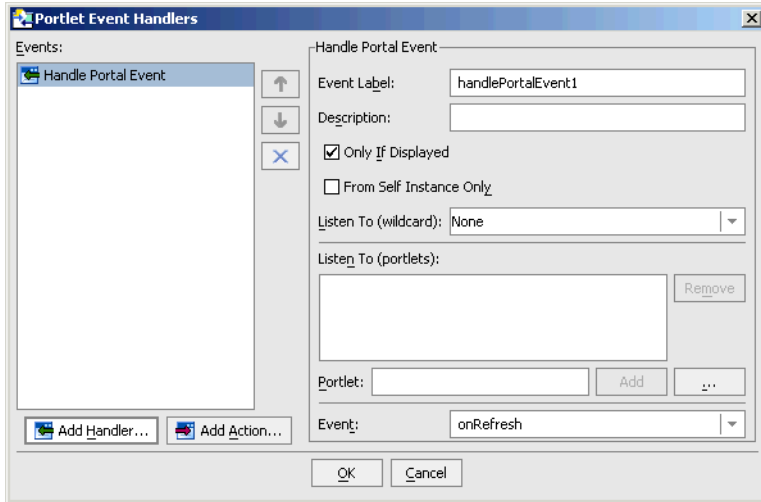 Portlet Event Handlers
Events:
Handle Portal Event
Add Handler...
Add Action...
Handle Portal Event
Event Label: handlePortalEvent1
Description:
Only If Displayed
From Self Instance Only
Listen To (wildcard): None
Listen To (portlets):
Remove
Portlet: Add ...
Event: onRefresh
OK Cancel